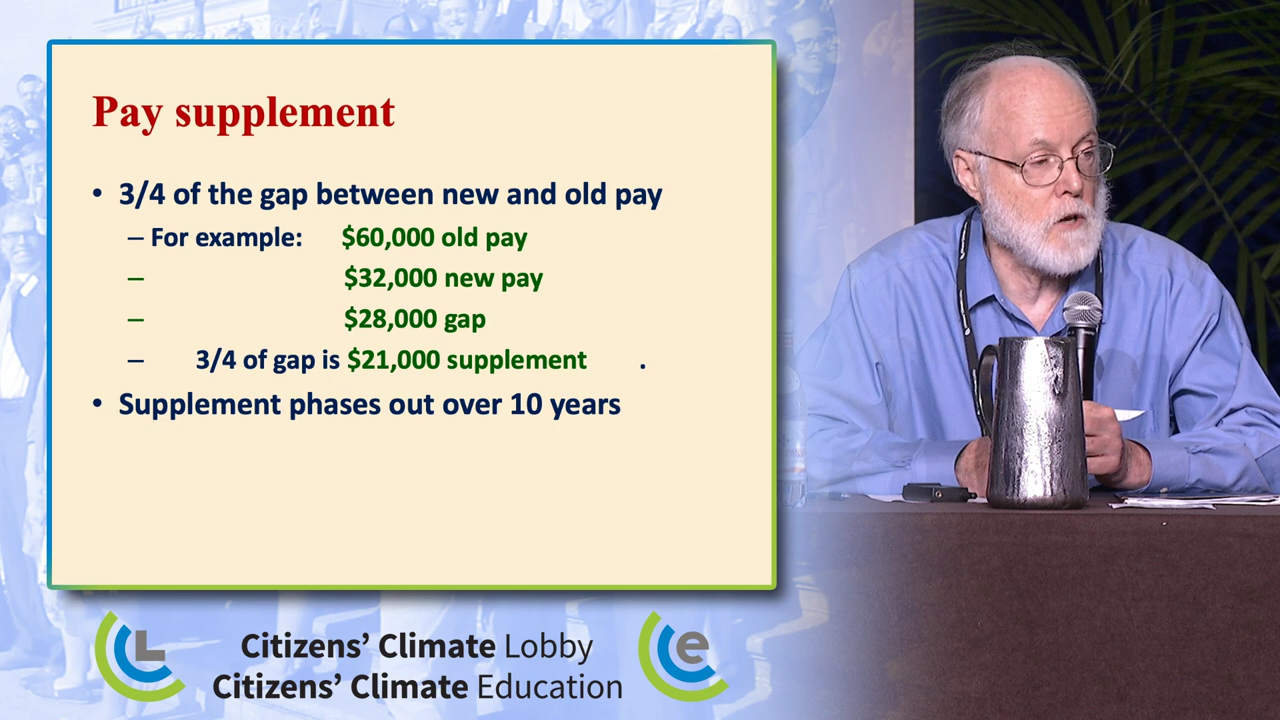 Pay supplement
• 3/4 of the gap between new and old pay
– For example: $60,000 old pay
– $32,000 new pay
– $28,000 gap
– 3/4 of gap is $21,000 supplement .
• Supplement phases out over 10 years
L
Citizens' Climate Lobby
Citizens' Climate Education
e